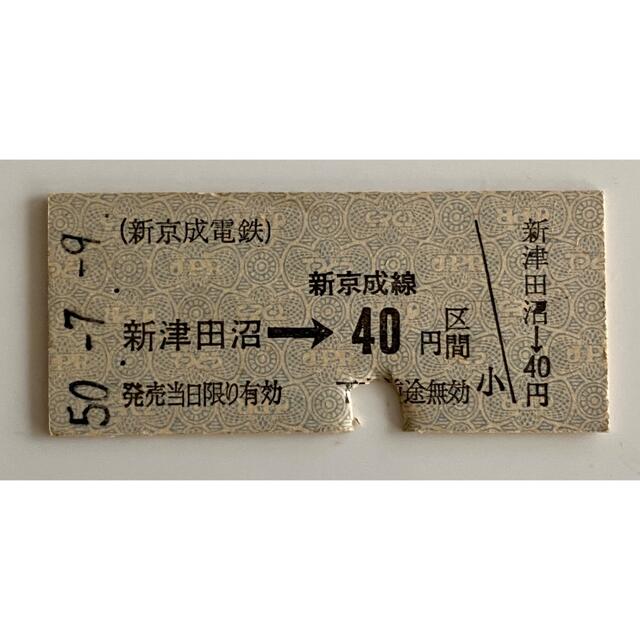 50.-7.-9
(新京成電鉄)
新京成線
新津田沼→40円区間
発売当日限り有効
途無効
小
新津田沼→40円